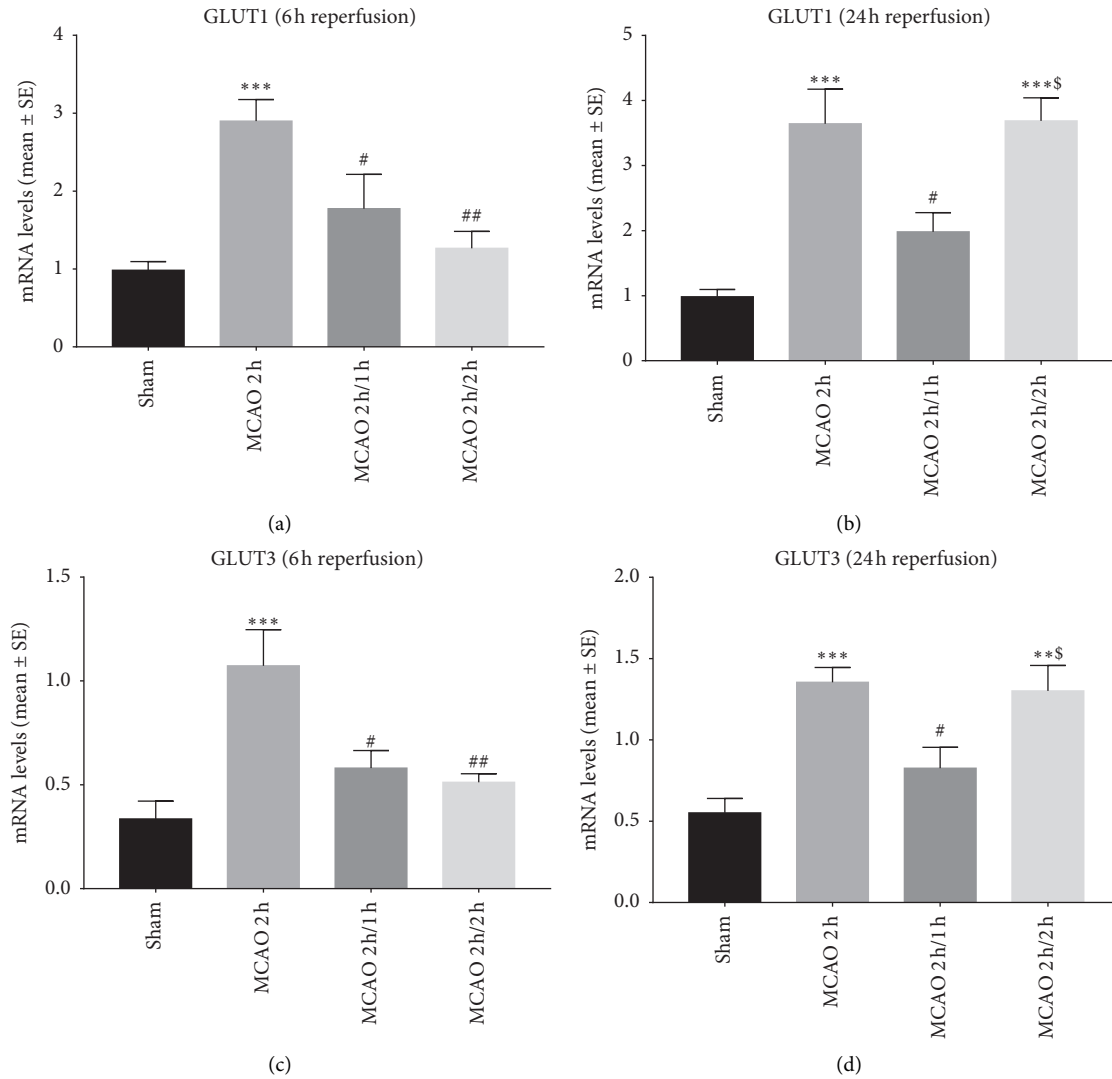 GLUT1 (6h reperfusion)
mRNA levels (mean ± SE)
4
3
2
1
0
***
#
##
Sham
MCAO 2h
MCAO 2h/1h
MCAO 2h/2h
(a)
GLUT1 (24h reperfusion)
mRNA levels (mean ± SE)
5
4
3
2
1
0
***
#
***$
Sham
MCAO 2h
MCAO 2h/1h
MCAO 2h/2h
(b)
GLUT3 (6h reperfusion)
mRNA levels (mean ± SE)
1.5
1.0
0.5
0.0
***
#
##
Sham
MCAO 2h
MCAO 2h/1h
MCAO 2h/2h
(c)
GLUT3 (24h reperfusion)
mRNA levels (mean ± SE)
2.0
1.5
1.0
0.5
0.0
***
#
**$
Sham
MCAO 2h
MCAO 2h/1h
MCAO 2h/2h
(d)